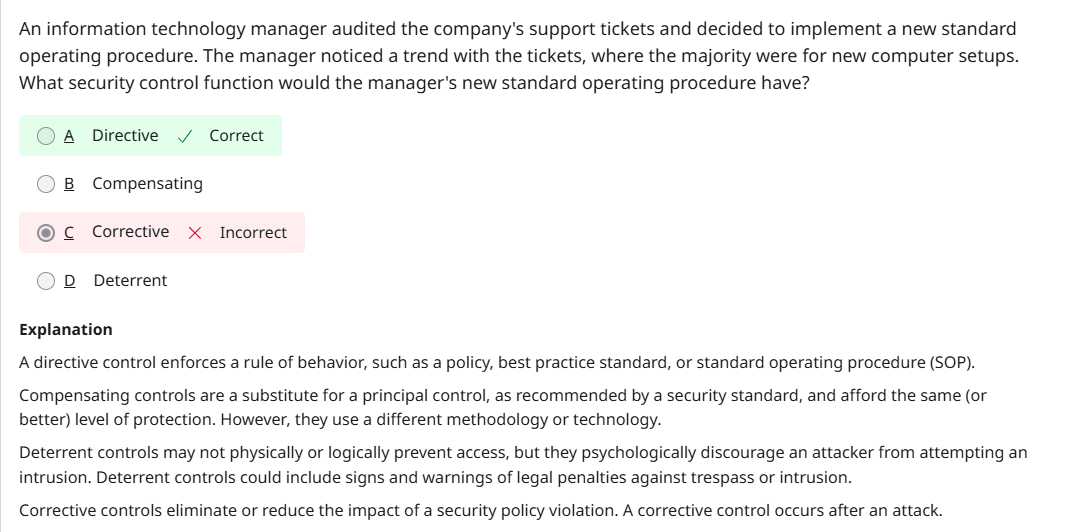 An information technology manager audited the company's support tickets and decided to implement a new standard
operating procedure. The manager noticed a trend with the tickets, where the majority were for new computer setups.
What security control function would the manager's new standard operating procedure have?
A Directive ✓ Correct
B Compensating
C Corrective ✕ Incorrect
D Deterrent
Explanation
A directive control enforces a rule of behavior, such as a policy, best practice standard, or standard operating procedure (SOP).
Compensating controls are a substitute for a principal control, as recommended by a security standard, and afford the same (or
better) level of protection. However, they use a different methodology or technology.
Deterrent controls may not physically or logically prevent access, but they psychologically discourage an attacker from attempting an
intrusion. Deterrent controls could include signs and warnings of legal penalties against trespass or intrusion.
Corrective controls eliminate or reduce the impact of a security policy violation. A corrective control occurs after an attack.